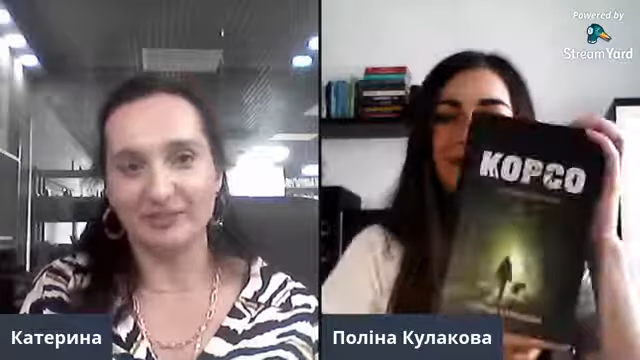 Powered by
StreamYard
КОРСО
Катерина
Поліна Кулакова